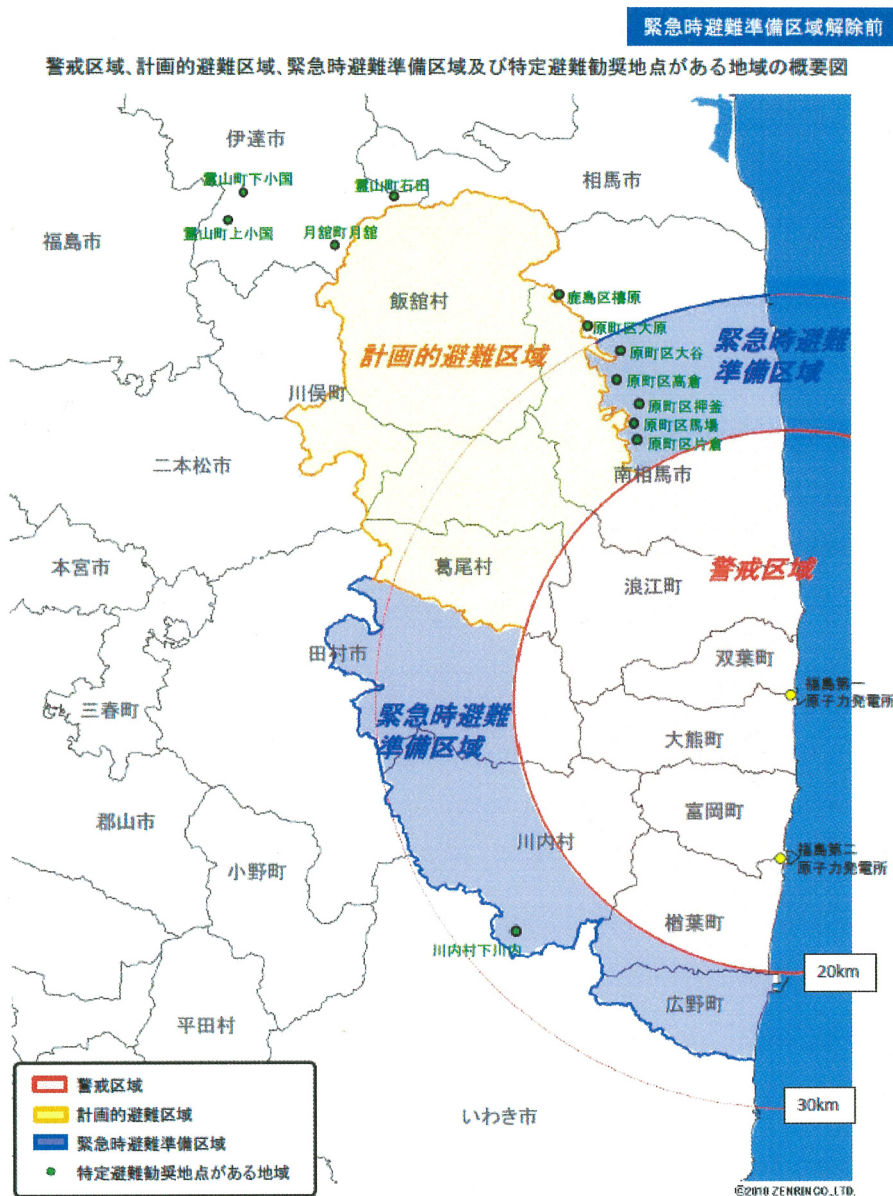 緊急時避難準備区域解除前
警戒区域、計画的避難区域、緊急時避難準備区域及び特定避難勧奨地点がある地域の概要図
伊達市
霊山町下小国
霊山町石田
相馬市
霊山町上小国
月舘町月舘
福島市
飯舘村
鹿島区橲原
原町区大原
計画的避難区域
緊急時避難
準備区域
原町区大谷
原町区高倉
川俣町
原町区押釜
原町区馬場
原町区片倉
二本松市
南相馬市
本宮市
葛尾村
警戒区域
浪江町
田村市
双葉町
福島第一
原子力発電所
三春町
緊急時避難
準備区域
大熊町
富岡町
郡山市
川内村
福島第二
原子力発電所
小野町
楢葉町
川内村下川内
20km
広野町
平田村
警戒区域
計画的避難区域
緊急時避難準備区域
特定避難勧奨地点がある地域
いわき市
30km
©2010 ZENRIN CO.,LTD.